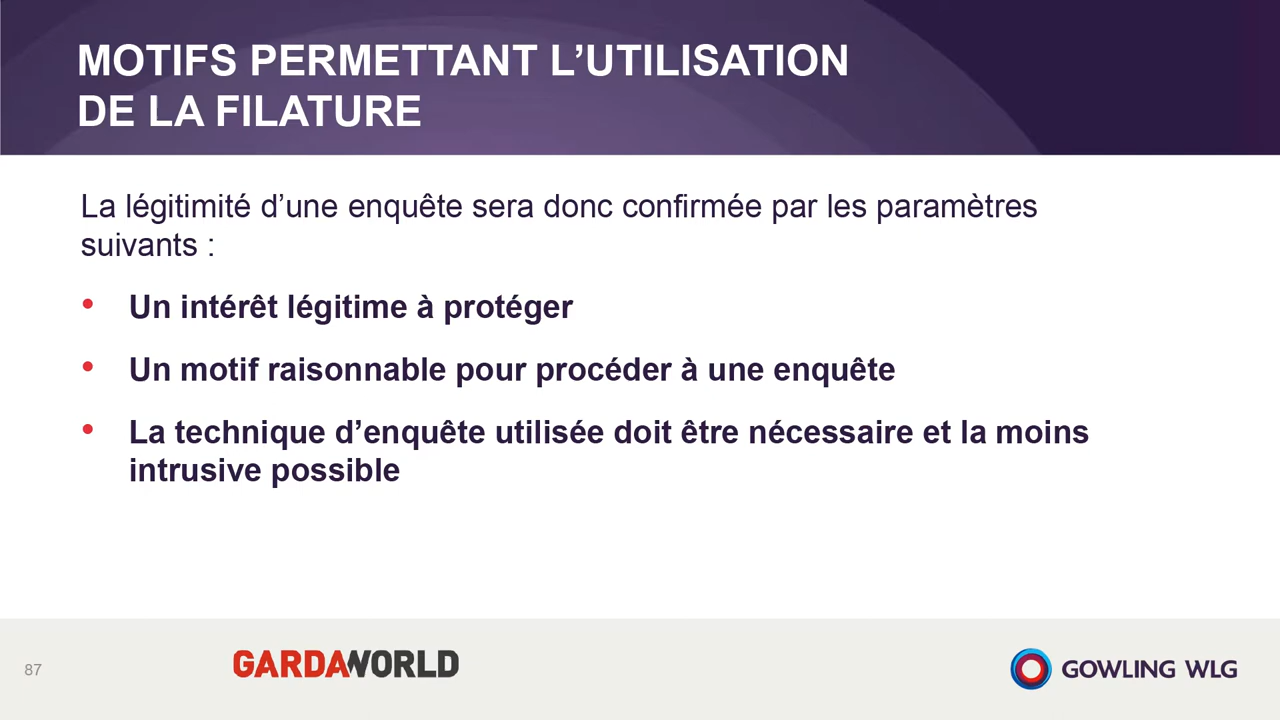 MOTIFS PERMETTANT L’UTILISATION
DE LA FILATURE
La légitimité d’une enquête sera donc confirmée par les paramètres
suivants :
• Un intérêt légitime à protéger
• Un motif raisonnable pour procéder à une enquête
• La technique d’enquête utilisée doit être nécessaire et la moins
intrusive possible
87
GARDAWORLD
GOWLING WLG